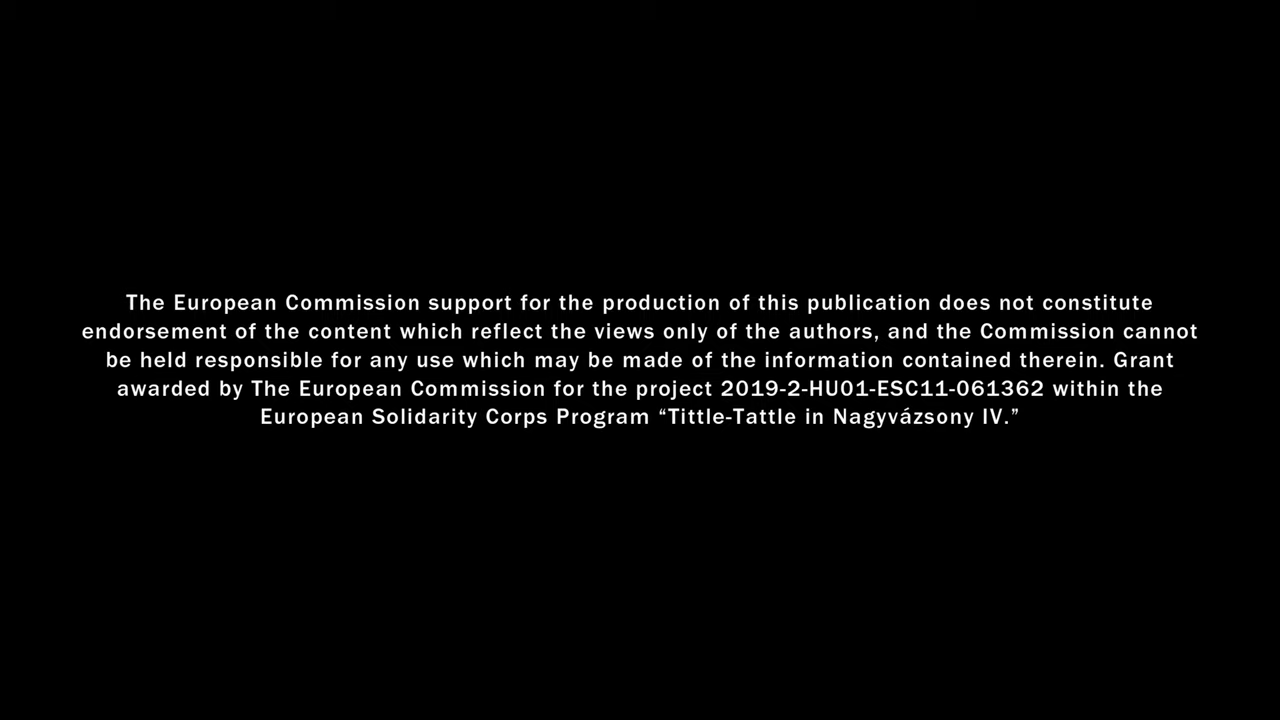 The European Commission support for the production of this publication does not constitute
endorsement of the content which reflect the views only of the authors, and the Commission cannot
be held responsible for any use which may be made of the information contained therein. Grant
awarded by The European Commission for the project 2019-2-HU01-ESC11-061362 within the
European Solidarity Corps Program “Tittle-Tattle in Nagyvázsony IV.”